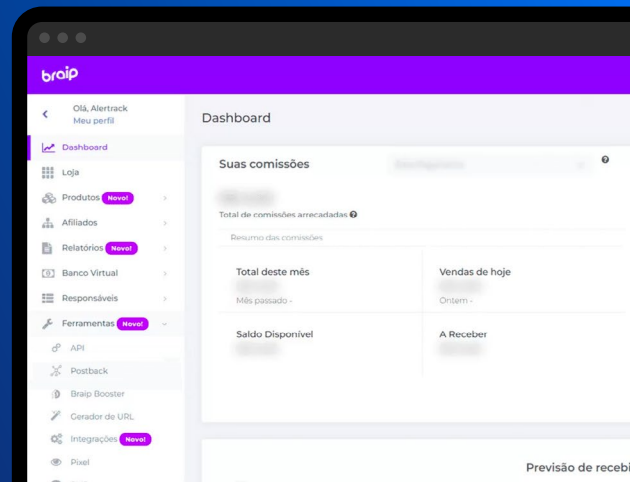 braip
Olá, Alertrack
Meu perfil
Dashboard
Dashboard
Loja
Produtos Novo!
Afiliados
Relatórios Novo!
Banco Virtual
Responsáveis
Ferramentas Novo!
API
Postback
Braip Booster
Gerador de URL
Integrações Novo!
Pixel
Suas comissões
Total de comissões arrecadadas
Resumo das comissões
Total deste mês
Mês passado -
Vendas de hoje
Ontem -
Saldo Disponível
A Receber
Previsão de recebi